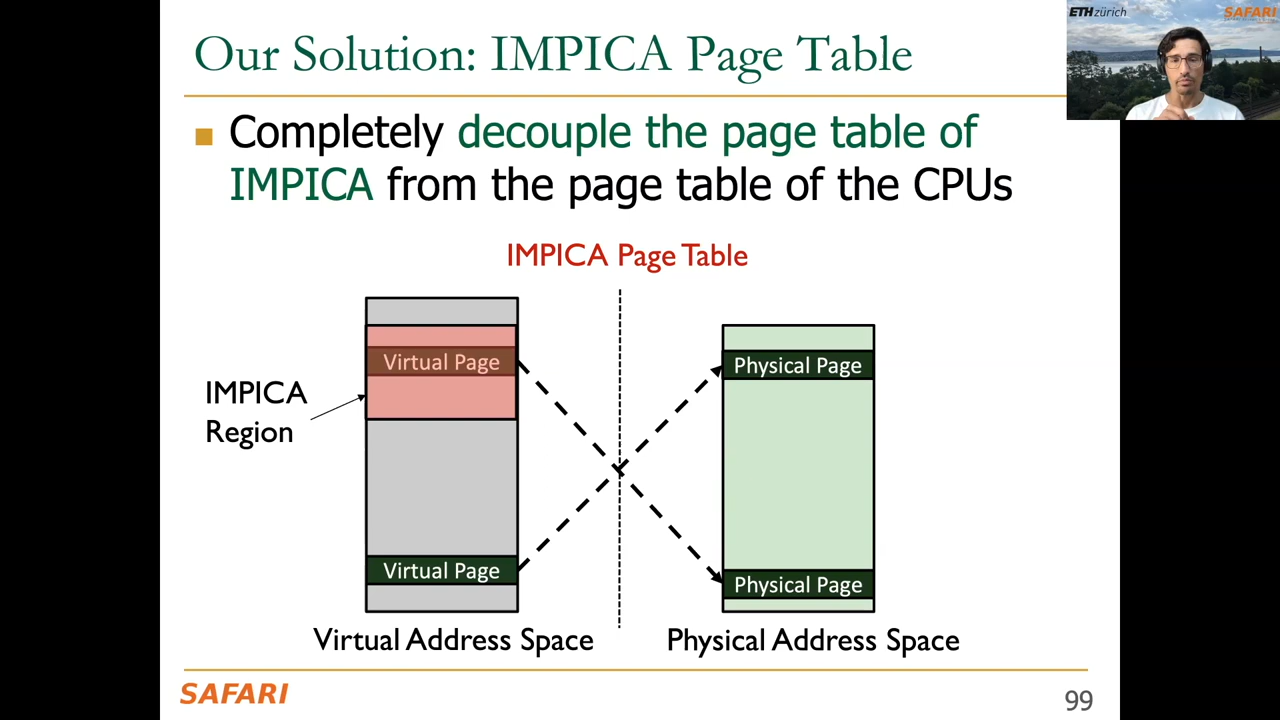 ETHzürich
SAFARI
Our Solution: IMPICA Page Table
Completely decouple the page table of
IMPICA from the page table of the CPUs
IMPICA Page Table
Virtual Page
Physical Page
IMPICA
Region
Virtual Page
Physical Page
Virtual Address Space
Physical Address Space
SAFARI
99